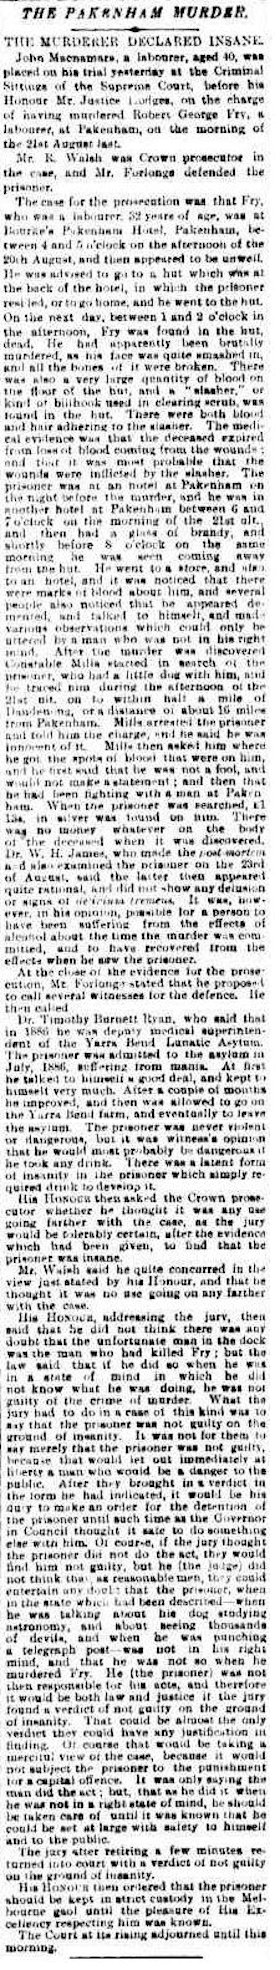 THE PAKENHAM MURDER.
THE MURDERER DECLARED INSANE.
John Macnamara, a labourer, aged 40, was
placed on his trial yesterday at the Criminal
Sittings of the Supreme Court, before his
Honour Mr. Justice Hodges, on the charge
of having murdered Robert George Fry, a
labourer, at Pakenham, on the morning of
the 21st August last.
Mr. R. Walsh was Crown prosecutor in
the case, and Mr. Forlonge defended the
prisoner.
The case for the prosecution was that Fry,
who was a labourer, 32 years of age, was at
Bourke's Pakenham Hotel, Pakenham, be-
tween 4 and 5 o'clock on the afternoon of the
20th August, and then appeared to be unwell.
He was advised to go to a hut which was at
the back of the hotel, in which the prisoner
resided, or to go home, and he went to the hut.
On the next day, between 1 and 2 o'clock in
the afternoon, Fry was found in the hut,
dead. He had apparently been brutally
murdered, as his face was quite smashed in,
and all the bones of it were broken. There
was also a very large quantity of blood on
the floor of the hut, and a "slasher," or
kind of billhook used in clearing scrub, was
found in the hut. There were both blood
and hair adhering to the slasher. The medi-
cal evidence was that the deceased expired
from loss of blood coming from the wounds;
and that it was most probable that the
wounds were inflicted by the slasher. The
prisoner was at an hotel at Pakenham on
the night before the murder, and he was in
another hotel at Pakenham between 6 and
7 o'clock on the morning of the 21st ult.,
and then had a glass of brandy, and
shortly before 8 o'clock on the same
morning he was seen coming away
from the hut. He went to a store, and also
to an hotel, and it was noticed that there
were marks of blood about him, and several
people also noticed that he appeared de-
mented, and talked to himself, and made
various observations which could only be
uttered by a man who was not in his right
mind. After the murder was discovered
Constable Mills started in search of the
prisoner, who had a little dog with him, and
he traced him during the afternoon of the
21st ult. on to within half a mile of
Dandenong, or a distance of about 16 miles
from Pakenham. Mills arrested the prisoner
and told him the charge, and he said he was
innocent of it. Mills then asked him where
he got the spots of blood that were on him,
and he first said that he was not a fool, and
would not make a statement; and then that
he had been fighting with a man at Paken
ham. When the prisoner was searched, £1
13s. in silver was found on him. There
was no money whatever on the body
of the deceased when it was discovered.
Dr. W. H. James, who made the post mortem
and also examined the prisoner on the 23rd
of August, said the latter then appeared
quite rational, and did not show any delusion
or signs of delirium tremens. It was, how-
ever, in his opinion, possible for a person to
have been suffering from the effects of
alcohol about the time the murder was com-
mitted, and to have recovered from the
effects when he saw the prisoner.
At the close of the evidence for the prose-
cution, Mr. Forlonge stated that he proposed
to call several witnesses for the defence. He
then called
Dr. Timothy Burnett Ryan, who said that
in 1886 he was deputy medical superinten-
dent of the Yarra Bend Lunatic Asylum.
The prisoner was admitted to the asylum in
July, 1886, suffering from mania. At first
he talked to himself a good deal, and kept to
himself very much. After a couple of months
he improved, and then was allowed to go on
the Yarra Bend farm, and eventually to leave
the asylum. The prisoner was never violent
or dangerous, but it was witness's opinion
that he would most probably be dangerous if
he took any drink. There was a latent form
of insanity in the prisoner which simply re-
quired drink to develop it.
His HONOUR then asked the Crown prose-
cutor whether he thought it was any use
going farther with the case, as the jury
would be tolerably certain, after the evidence
which had been given, to find that the
prisoner was insane.
Mr. Walsh said he quite concurred in the
view just stated by his Honour, and that he
thought it was no use going on any farther
with the case.
His HONOUR, addressing the jury, then
said that he did not think there was any
doubt that the unfortunate man in the dock
was the man who had killed Fry; but the
law said that if he did so when he was
in a state of mind in which he did
not know what he was doing, he was not
guilty of the crime of murder. What the
jury had to do in a case of this kind was to
say that the prisoner was not guilty on the
ground of insanity. It was not for them to
say merely that the prisoner was not guilty,
because that would let out immediately at
liberty a man who would be a danger to the
public. After they brought in a verdict in
the form he had indicated, it would be his
duty to make an order for the detention of
the prisoner until such time as the Governor
in Council thought it safe to do something
else with him. Of course, if the jury thought
the prisoner did not do the act, they would
find him not guilty, but he (the judge) did
not think that, as reasonable men, they could
entertain any doubt that the prisoner, when
in the state which had been described—when
he was talking about his dog studying
astronomy, and about seeing thousands
of devils, and when he was punching
a telegraph post—was not in his right
mind, and that he was not so when he
murdered Fry. He (the prisoner) was not
then responsible for his acts, and therefore
it would be both law and justice if the jury
found a verdict of not guilty on the ground
of insanity. That could be almost the only
verdict they could have any justification in
finding. Of course that would be taking a
merciful view of the case, because it would
not subject the prisoner to the punishment
for a capital offence. It was only saying the
man did the act; but, that as he did it when
he was not in a right state of mind, he should
be taken care of until it was known that he
could be set at large with safety to himself
and to the public.
The jury after retiring a few minutes re-
turned into court with a verdict of not guilty
on the ground of insanity.
His HONOUR then ordered that the prisoner
should be kept in strict custody in the Mel-
bourne gaol until the pleasure of His Ex-
cellency respecting him was known.
The Court at its rising adjourned until this
morning.